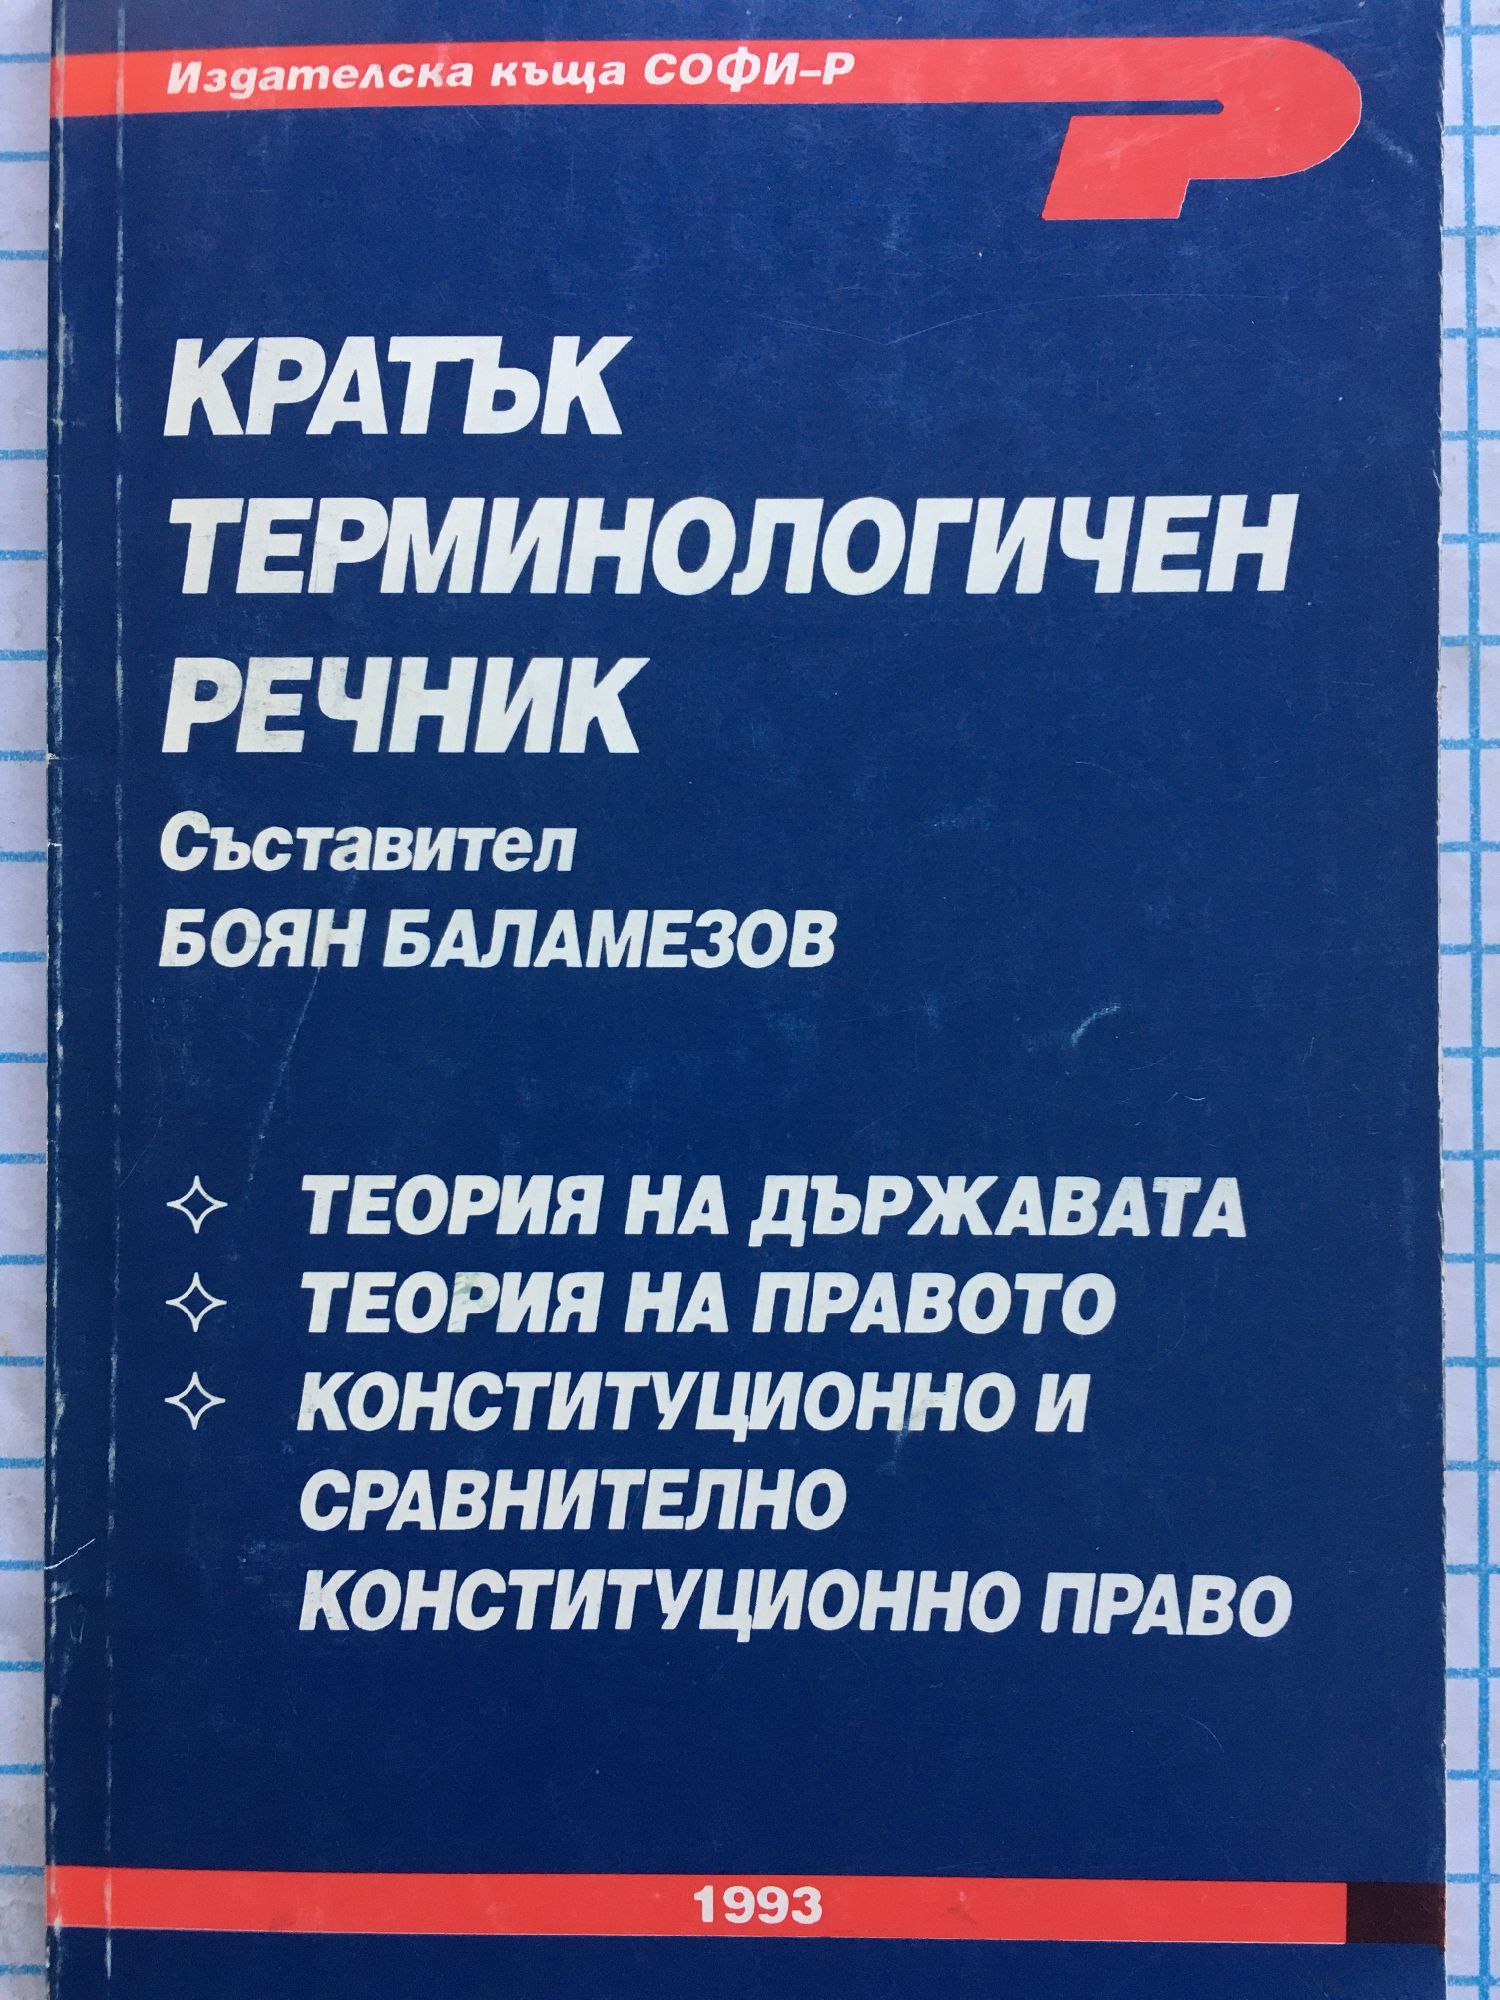 Издателска къща СОФИ-Р
КРАТЪК
ТЕРМИНОЛОГИЧЕН
РЕЧНИК
Съставител
БОЯН БАЛАМЕЗОВ
ТЕОРИЯ НА ДЪРЖАВАТА
ТЕОРИЯ НА ПРАВОТО
КОНСТИТУЦИОННО И
СРАВНИТЕЛНО
КОНСТИТУЦИОННО ПРАВО
1993